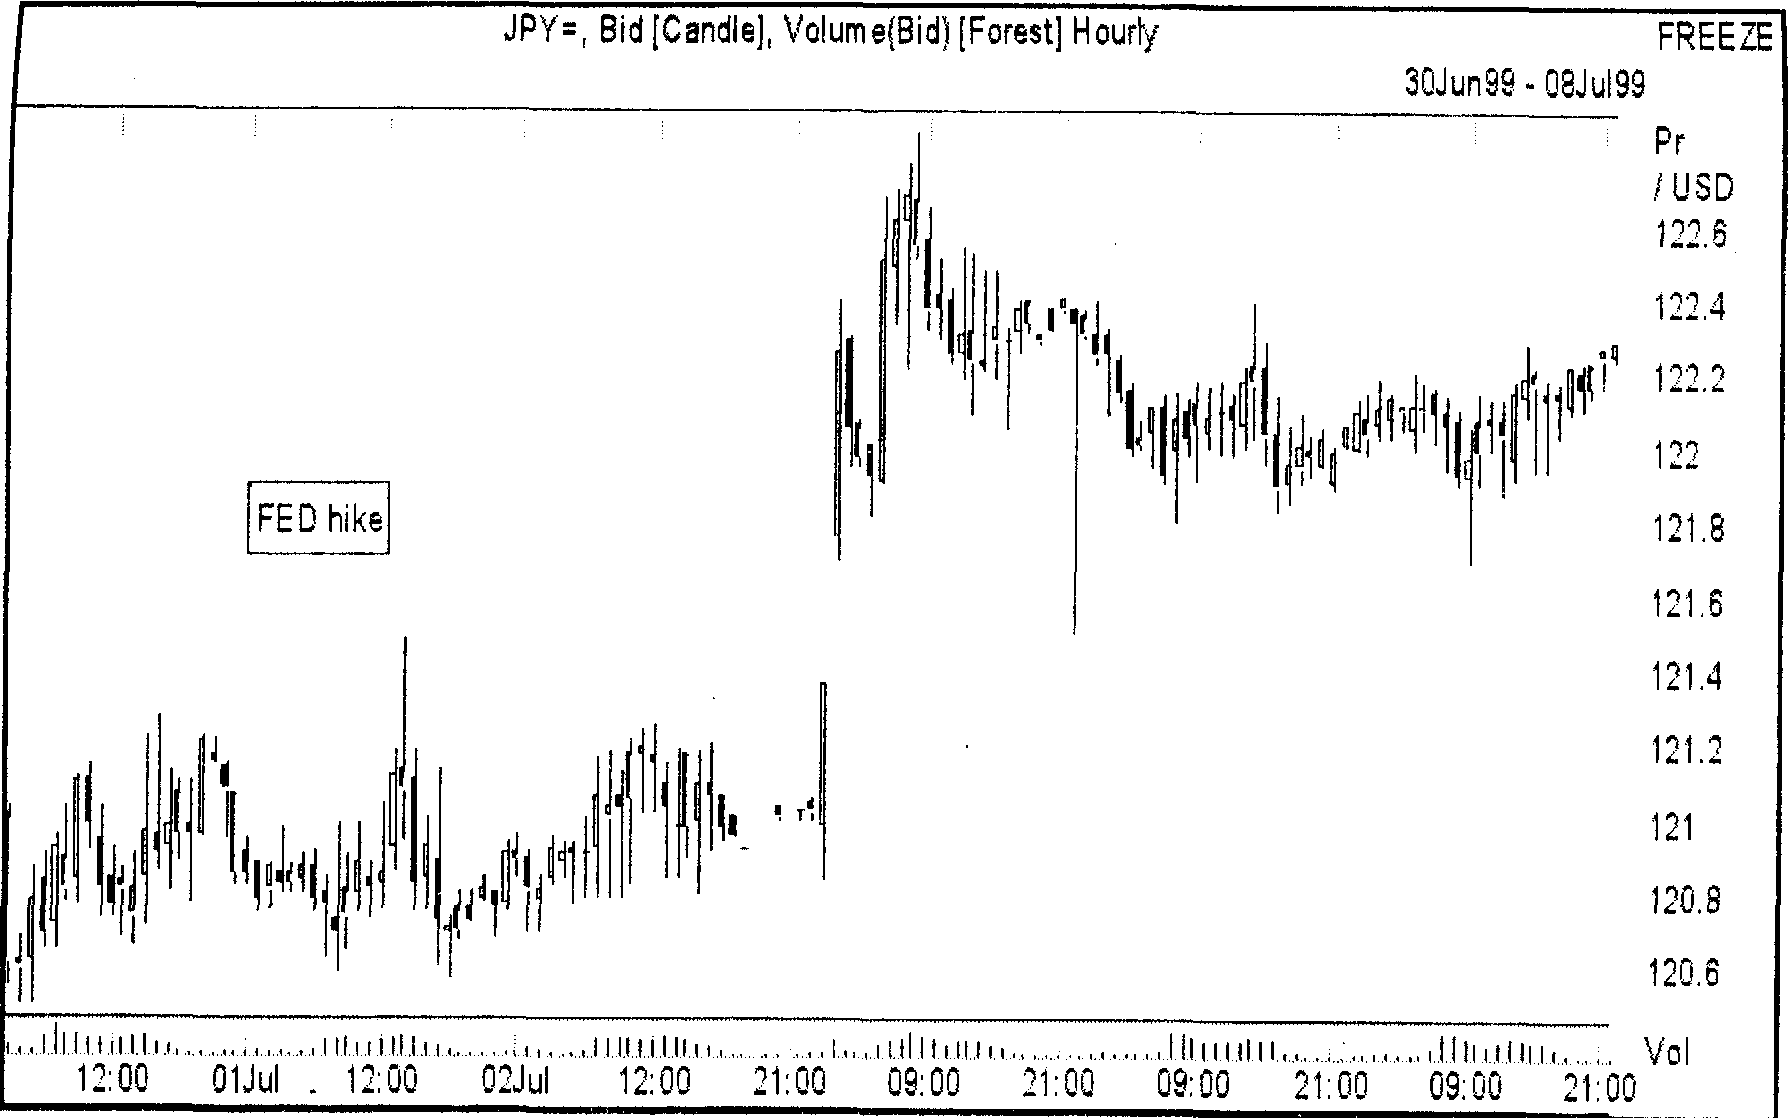 JPY=, Bid [Candle], Volume(Bid) [Forest] Hourly
FREEZE
30Jun99 - 08Jul99
Pr
/ USD
122.6
122.4
122.2
122
121.8
121.6
121.4
121.2
121
120.8
120.6
FED hike
Vol
12:00 01Jul 12:00 02Jul 12:00 21:00 09:00 21:00 09:00 21:00 09:00 21:00